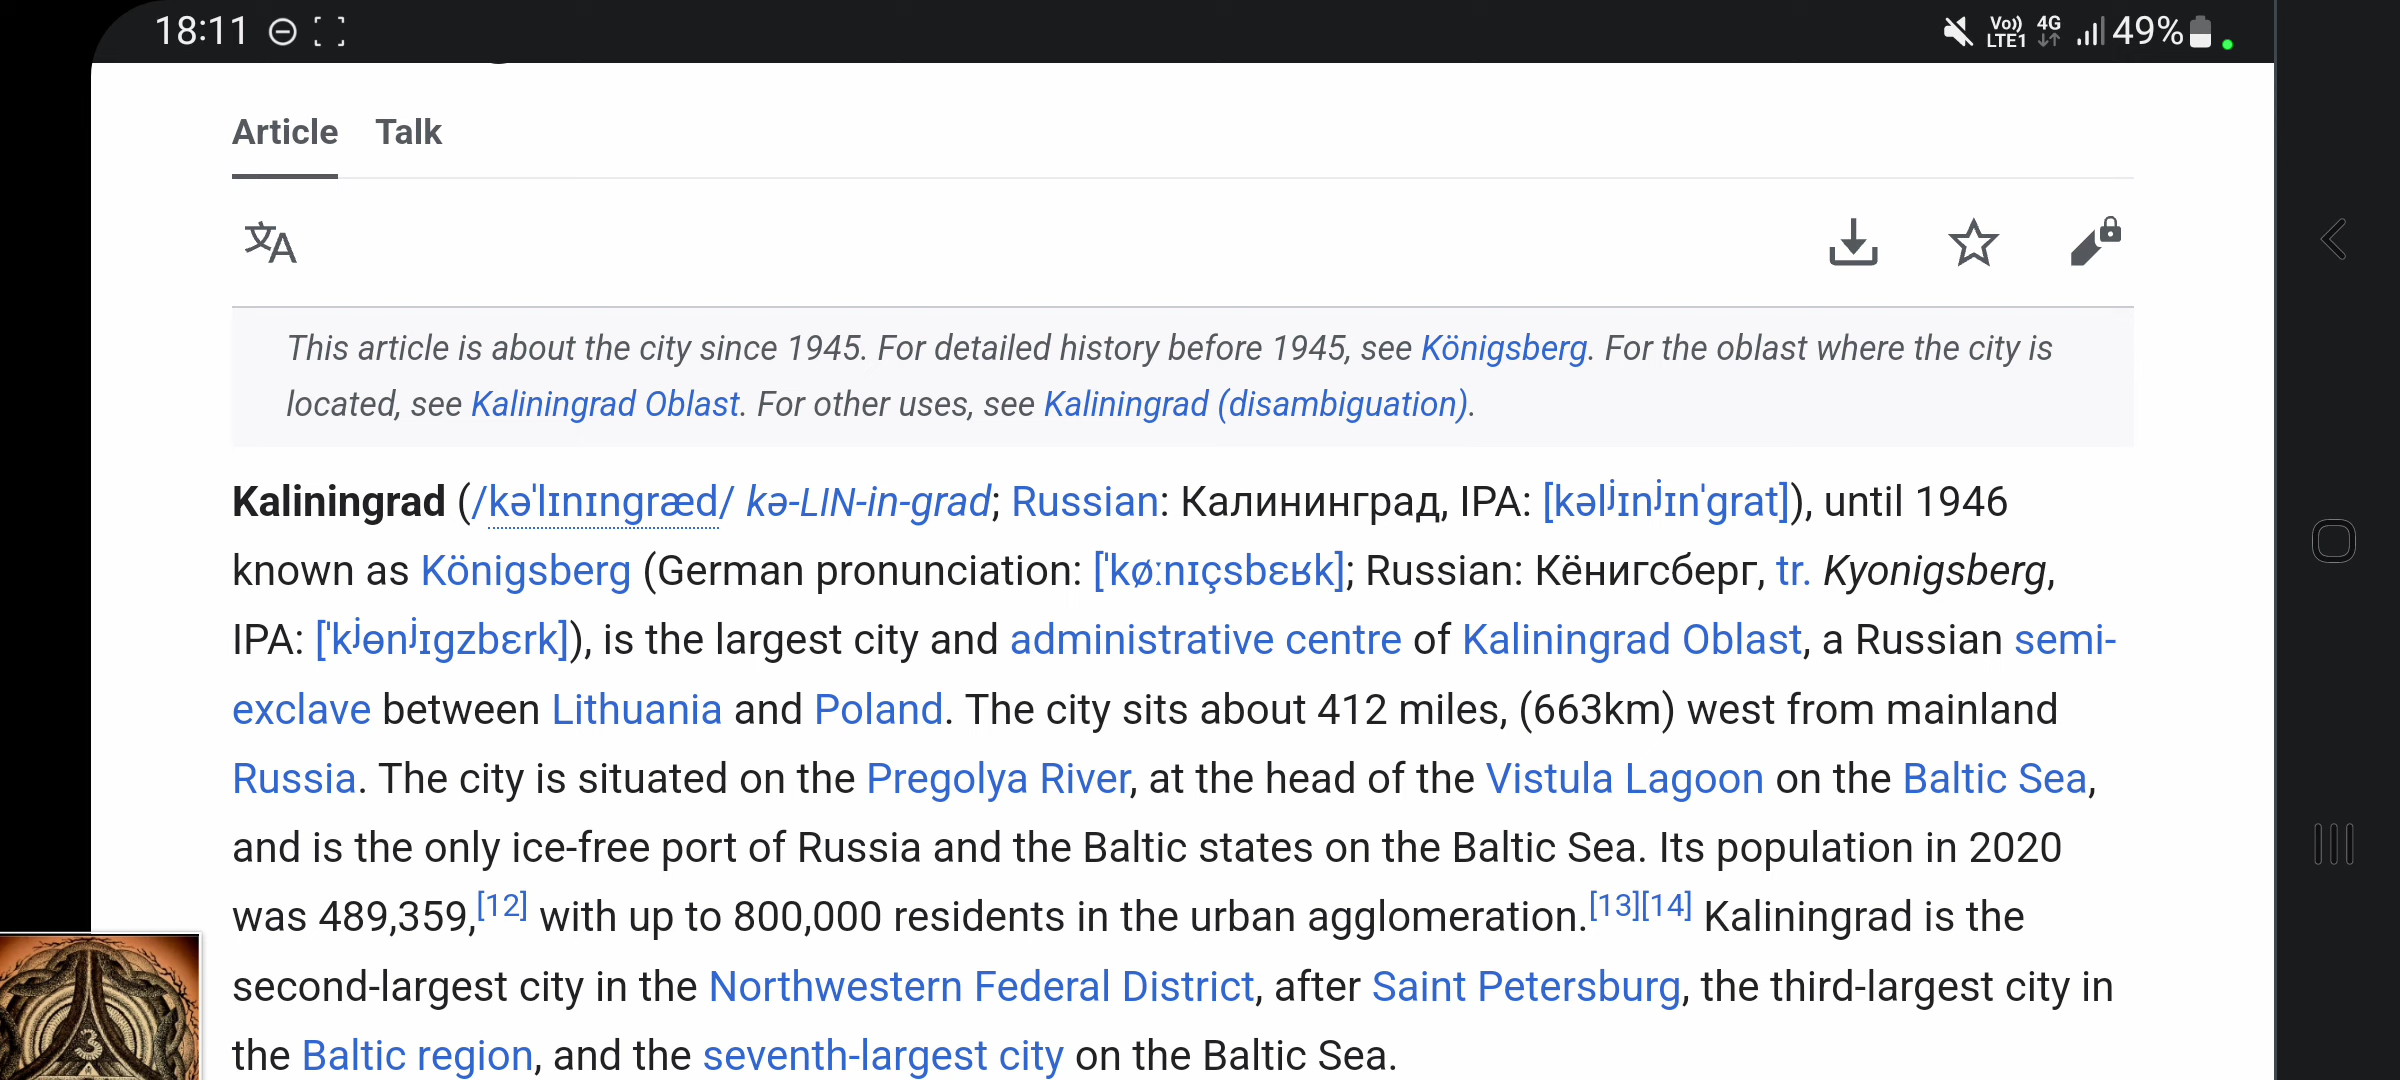 18:11
Vo)) LTE1 4G 49%
Article Talk
This article is about the city since 1945. For detailed history before 1945, see Königsberg. For the oblast where the city is
located, see Kaliningrad Oblast. For other uses, see Kaliningrad (disambiguation).
Kaliningrad (/kəˈlɪnɪngræd/ kə-LIN-in-grad; Russian: Калининград, IPA: [kəlʲɪnʲɪnˈgrat]), until 1946
known as Königsberg (German pronunciation: [ˈkøːnɪçsbɛʁk]; Russian: Кёнигсберг, tr. Kyonigsberg,
IPA: [ˈkʲɵnʲɪgzbɛrk]), is the largest city and administrative centre of Kaliningrad Oblast, a Russian semi-
exclave between Lithuania and Poland. The city sits about 412 miles, (663km) west from mainland
Russia. The city is situated on the Pregolya River, at the head of the Vistula Lagoon on the Baltic Sea,
and is the only ice-free port of Russia and the Baltic states on the Baltic Sea. Its population in 2020
was 489,359,[12] with up to 800,000 residents in the urban agglomeration.[13][14] Kaliningrad is the
second-largest city in the Northwestern Federal District, after Saint Petersburg, the third-largest city in
the Baltic region, and the seventh-largest city on the Baltic Sea.